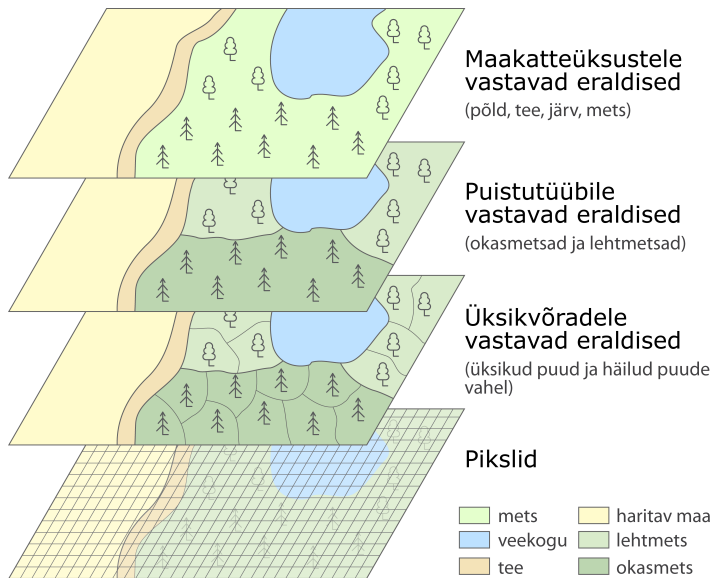 Maakatteüksustele
vastavad eraldised
(põld, tee, järv, mets)
Puistutüübile
vastavad eraldised
(okasmetsad ja lehtmetsad)
Üksikvõradele
vastavad eraldised
(üksikud puud ja häilud puude
vahel)
Pikslid
mets
haritav maa
veekogu
lehtmets
tee
okasmets